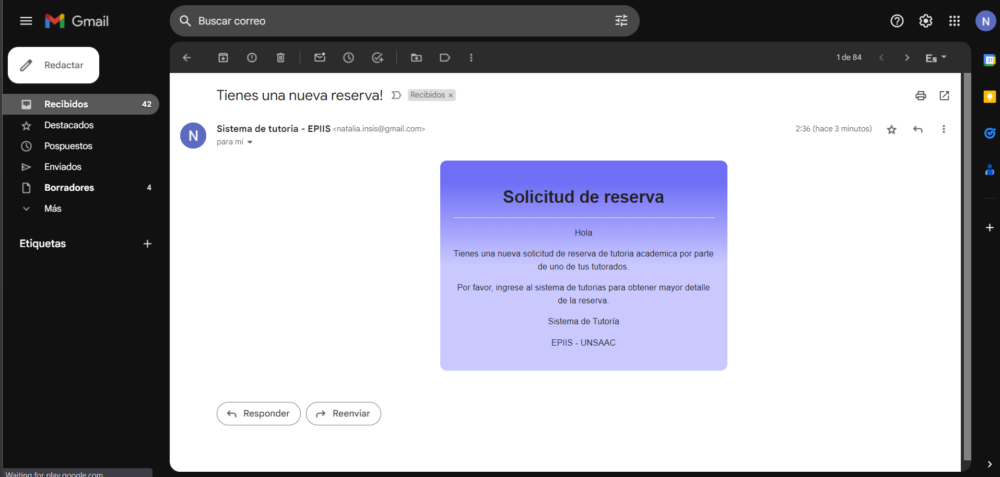 Gmail
Buscar correo
N
Redactar
1 de 84
Es
31
Recibidos 42
Destacados
Pospuestos
Enviados
Borradores 4
Más
Etiquetas
Tienes una nueva reserva!
Recibidos ×
N
Sistema de tutoria - EPIIS <natalia.insis@gmail.com>
2:36 (hace 3 minutos)
para mí
Solicitud de reserva
Hola
Tienes una nueva solicitud de reserva de tutoria academica por parte
de uno de tus tutorados.
Por favor, ingrese al sistema de tutorias para obtener mayor detalle
de la reserva.
Sistema de Tutoría
EPIIS - UNSAAC
Responder
Reenviar
Waiting for play.google.com